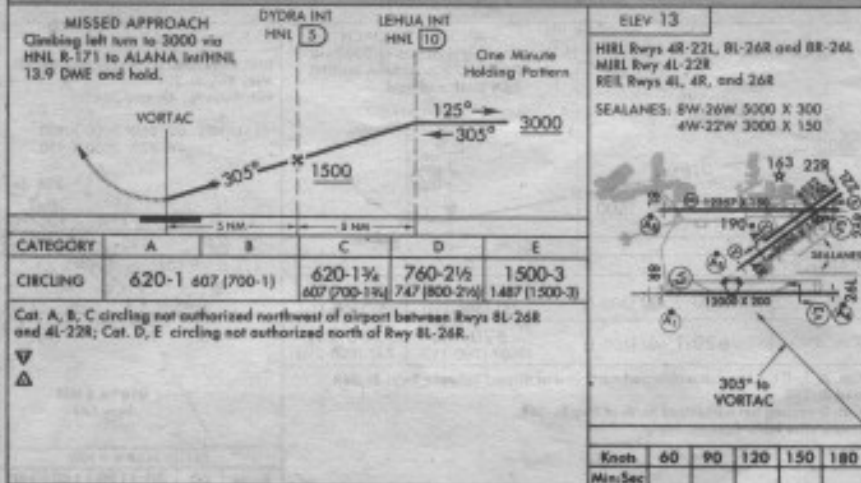 MISSED APPROACH
Climbing left turn to 3000 via
HNL R-171 to ALANA Int/HNL
13.9 DME and hold.
DYDRA INT
HNL 5
LEHUA INT
HNL 10
One Minute
Holding Pattern
VORTAC
125°
305°
3000
305°
1500
5 NM
CATEGORY A B C D E
CIRCLING 620-1 607 (700-1) 620-1¾ 760-2½ 1500-3
607 (700-1¾) 747 (800-2½) 1487 (1500-3)
Cat. A, B, C circling not authorized northwest of airport between Rwys 8L-26R
and 4L-22R; Cat. D, E circling not authorized north of Rwy 8L-26R.
ELEV 13
HIRL Rwys 4R-22L, 8L-26R and 8R-26L
MIRL Rwy 4L-22R
REIL Rwys 4L, 4R, and 26R
SEALANES: 8W-26W 5000 X 300
4W-22W 3000 X 150
163
22R
22L
8L
190
SEALANES
8R
12000 X 200
26L
305° to
VORTAC
Knots 60 90 120 150 180
Min:Sec